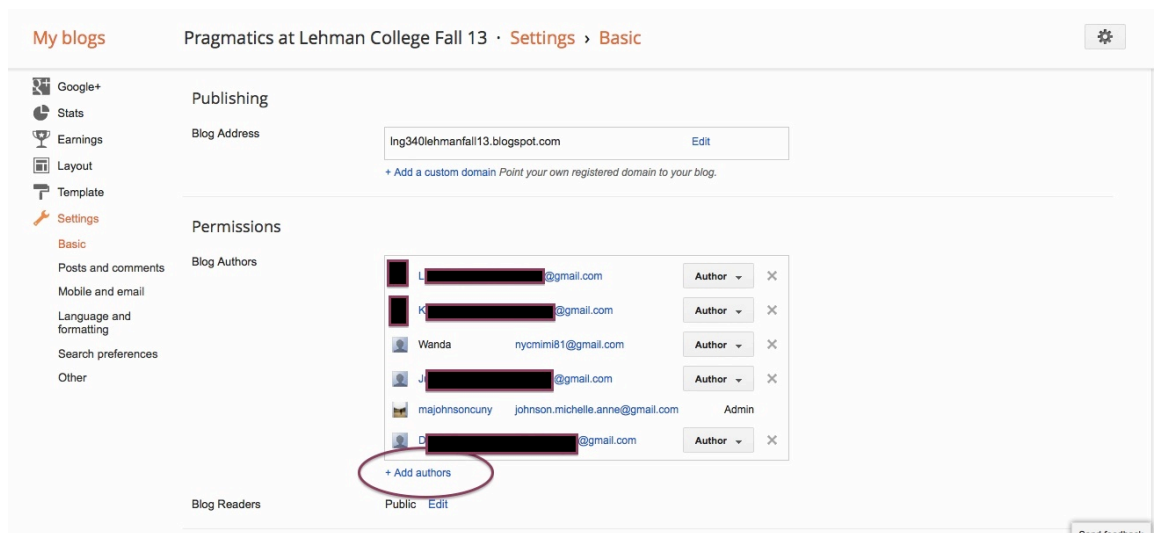 My blogs
Pragmatics at Lehman College Fall 13 · Settings › Basic
Google+
Stats
Earnings
Layout
Template
Settings
Basic
Posts and comments
Mobile and email
Language and
formatting
Search preferences
Other
Publishing
Blog Address
lng340lehmanfall13.blogspot.com Edit
+ Add a custom domain Point your own registered domain to your blog.
Permissions
Blog Authors
L @gmail.com Author
K @gmail.com Author
Wanda nycmimi81@gmail.com Author
Ju @gmail.com Author
majohnsoncuny johnson.michelle.anne@gmail.com Admin
D @gmail.com Author
+ Add authors
Blog Readers
Public Edit